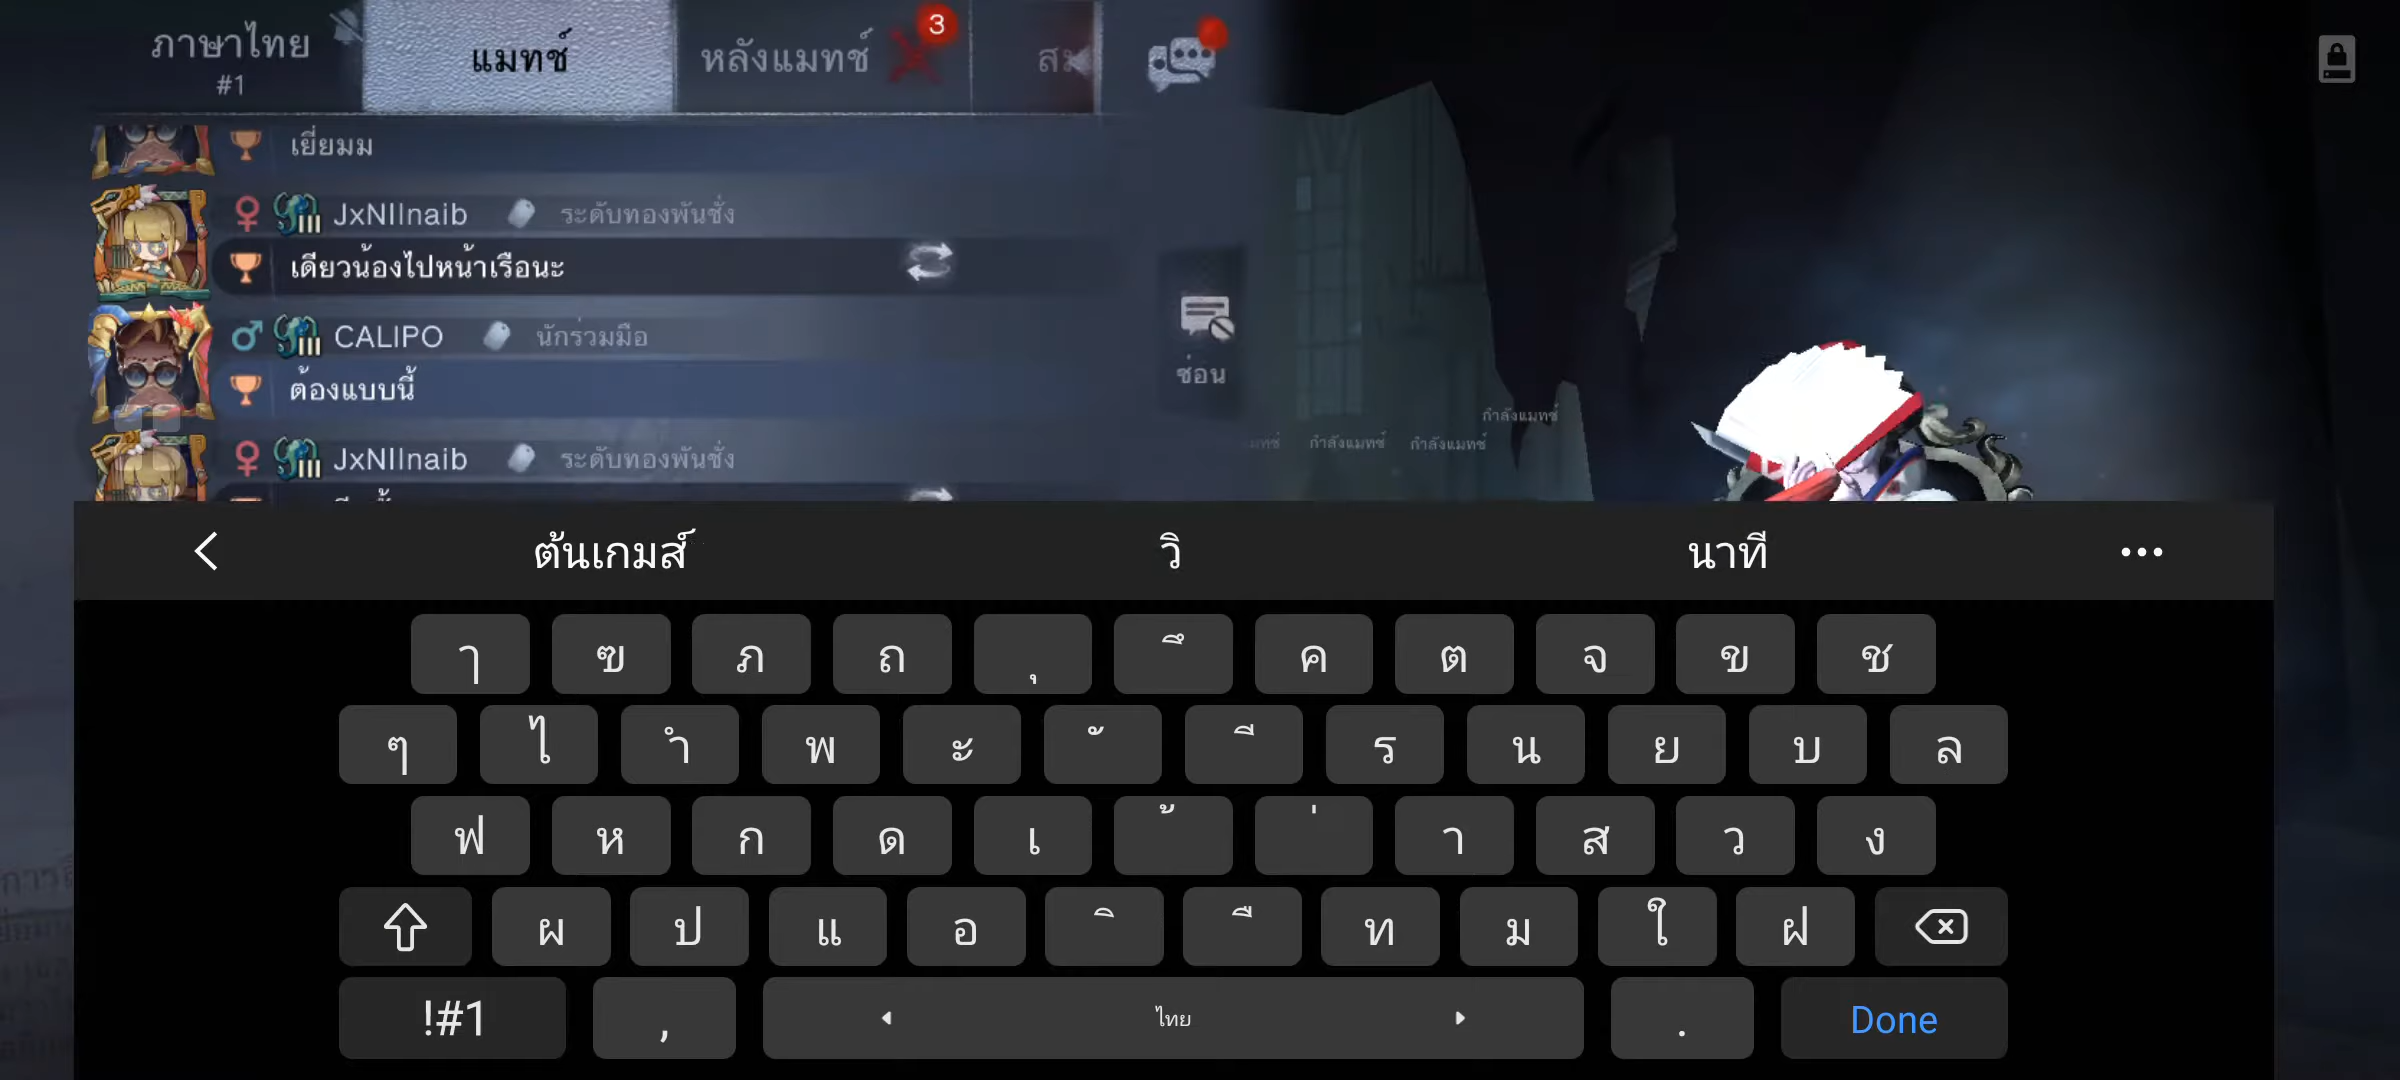 ภาษาไทย
#1
แมทช์
หลังแมทช์
3
เยี่ยมม
JxNIInaib ระดับทองพันชั่ง
เดียวน้องไปหน้าเรือนะ
CALIPO นักร่วมมือ
ต้องแบบนี้
JxNIInaib ระดับทองพันชั่ง
ซ่อน
กำลังแมทช์
กำลังแมทช์ กำลังแมทช์
ต้นเกมส์ วิ นาที ...
ๅ ฃ ภ ถ ุ ึ ค ต จ ข ช
ๆ ไ ำ พ ะ ั ี ร น ย บ ล
ฟ ห ก ด เ ้ ่ า ส ว ง
ผ ป แ อ ิ ื ท ม ใ ฝ
!#1 , ไทย . Done